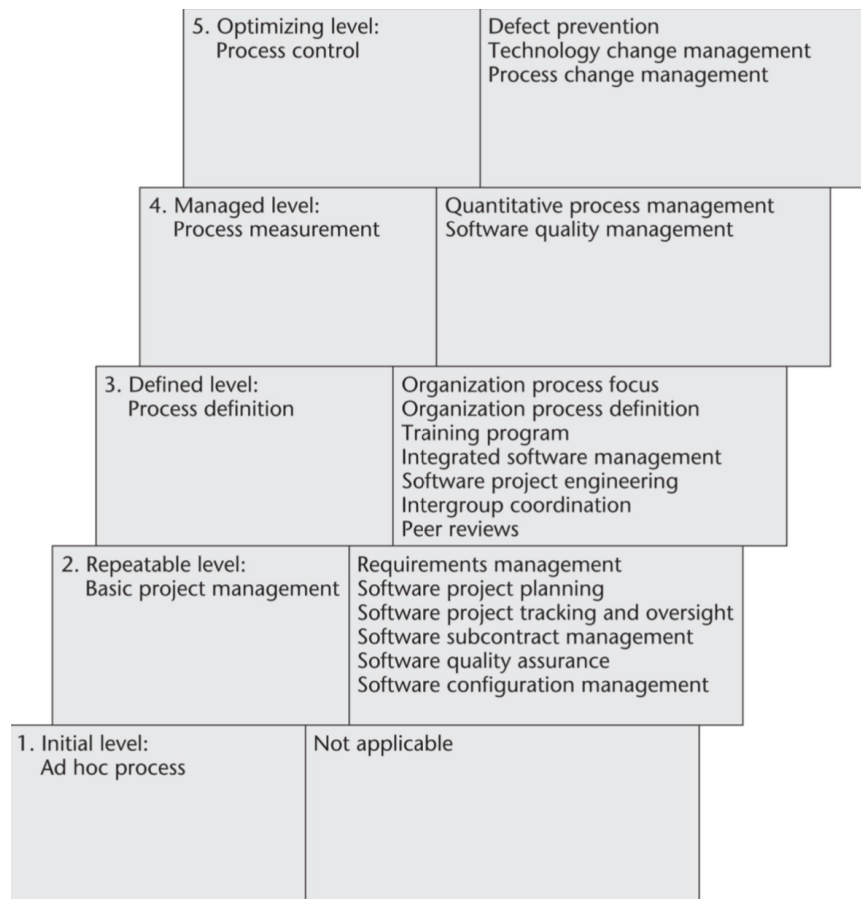 5. Optimizing level:
Process control
Defect prevention
Technology change management
Process change management
4. Managed level:
Process measurement
Quantitative process management
Software quality management
3. Defined level:
Process definition
Organization process focus
Organization process definition
Training program
Integrated software management
Software project engineering
Intergroup coordination
Peer reviews
2. Repeatable level:
Basic project management
Requirements management
Software project planning
Software project tracking and oversight
Software subcontract management
Software quality assurance
Software configuration management
1. Initial level:
Ad hoc process
Not applicable